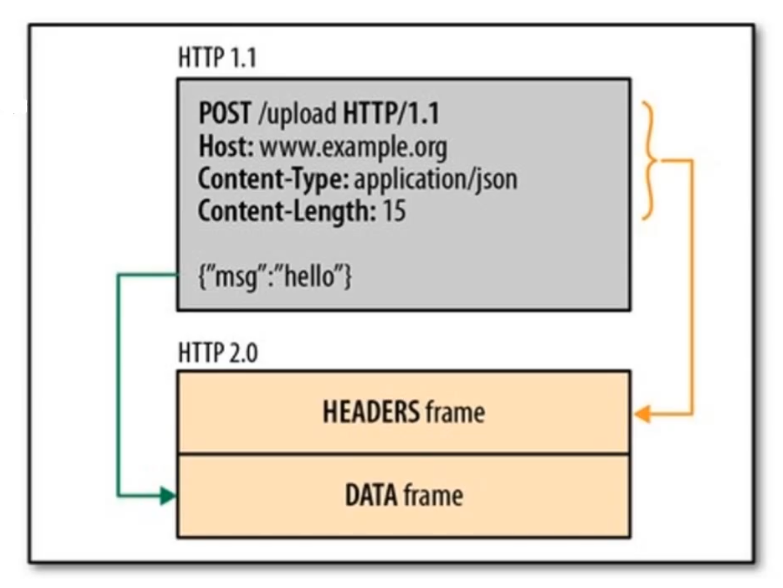 HTTP 1.1
POST /upload HTTP/1.1
Host: www.example.org
Content-Type: application/json
Content-Length: 15
{"msg":"hello"}
HTTP 2.0
HEADERS frame
DATA frame